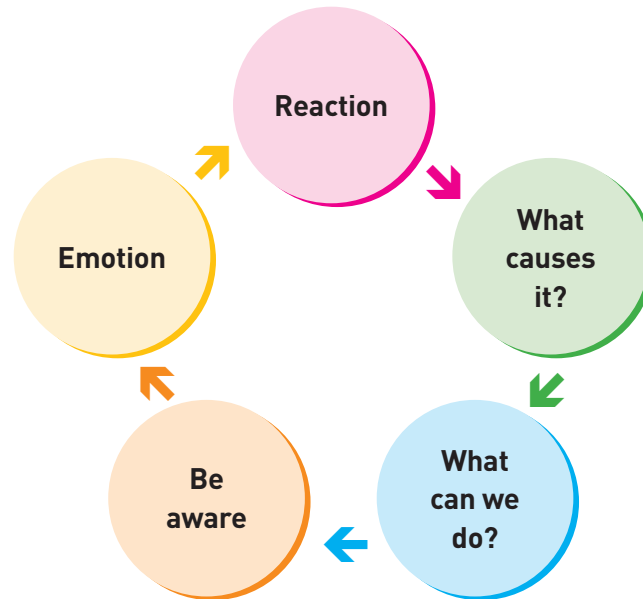 Reaction
What
causes
it?
What
can we
do?
Be
aware
Emotion